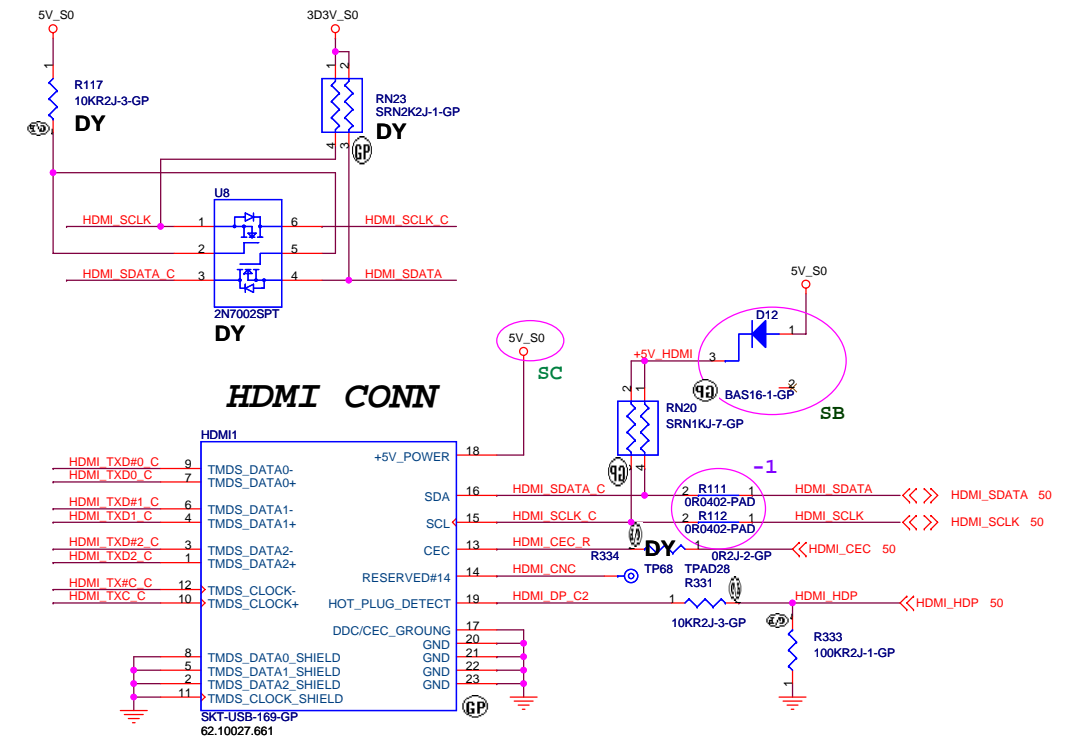 5V_S0
3D3V_S0
1
R117
10KR2J-3-GP
DY
1
2
RN23
SRN2K2J-1-GP
DY
4
3
GP
U8
HDMI_SCLK
1
6
HDMI_SCLK_C
2
5
HDMI_SDATA_C
3
4
HDMI_SDATA
2N7002SPT
DY
5V_S0
D12
1
3
+5V_HDMI
2
BAS16-1-GP
SB
5V_S0
SC
2
1
RN20
SRN1KJ-7-GP
3
4
HDMI CONN
HDMI1
HDMI_TXD#0_C
9
TMDS_DATA0-
HDMI_TXD0_C
7
TMDS_DATA0+
HDMI_TXD#1_C
6
TMDS_DATA1-
HDMI_TXD1_C
4
TMDS_DATA1+
HDMI_TXD#2_C
3
TMDS_DATA2-
HDMI_TXD2_C
1
TMDS_DATA2+
HDMI_TX#C_C
12
TMDS_CLOCK-
HDMI_TXC_C
10
TMDS_CLOCK+
8
TMDS_DATA0_SHIELD
5
TMDS_DATA1_SHIELD
2
TMDS_DATA2_SHIELD
11
TMDS_CLOCK_SHIELD
+5V_POWER
18
SDA
16
HDMI_SDATA_C
SCL
15
HDMI_SCLK_C
CEC
13
HDMI_CEC_R
RESERVED#14
14
HDMI_CNC
HOT_PLUG_DETECT
19
HDMI_DP_C2
DDC/CEC_GROUNG
17
GND
20
GND
21
GND
22
GND
23
SKT-USB-169-GP
62.10027.661
GP
-1
2
R111
1
0R0402-PAD
HDMI_SDATA
HDMI_SDATA 50
2
R112
1
0R0402-PAD
HDMI_SCLK
HDMI_SCLK 50
R334
DY
1
0R2J-2-GP
HDMI_CEC 50
TP68
TPAD28
R331
1
10KR2J-3-GP
HDMI_HDP
HDMI_HDP 50
R333
100KR2J-1-GP
1